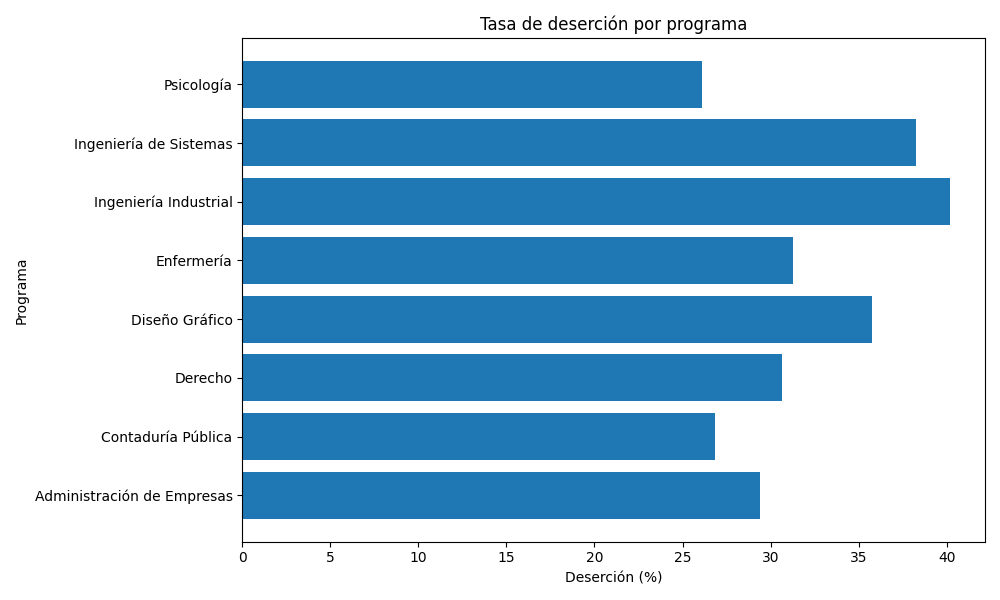 Tasa de deserción por programa
Programa
Psicología
Ingeniería de Sistemas
Ingeniería Industrial
Enfermería
Diseño Gráfico
Derecho
Contaduría Pública
Administración de Empresas
0 5 10 15 20 25 30 35 40
Deserción (%)